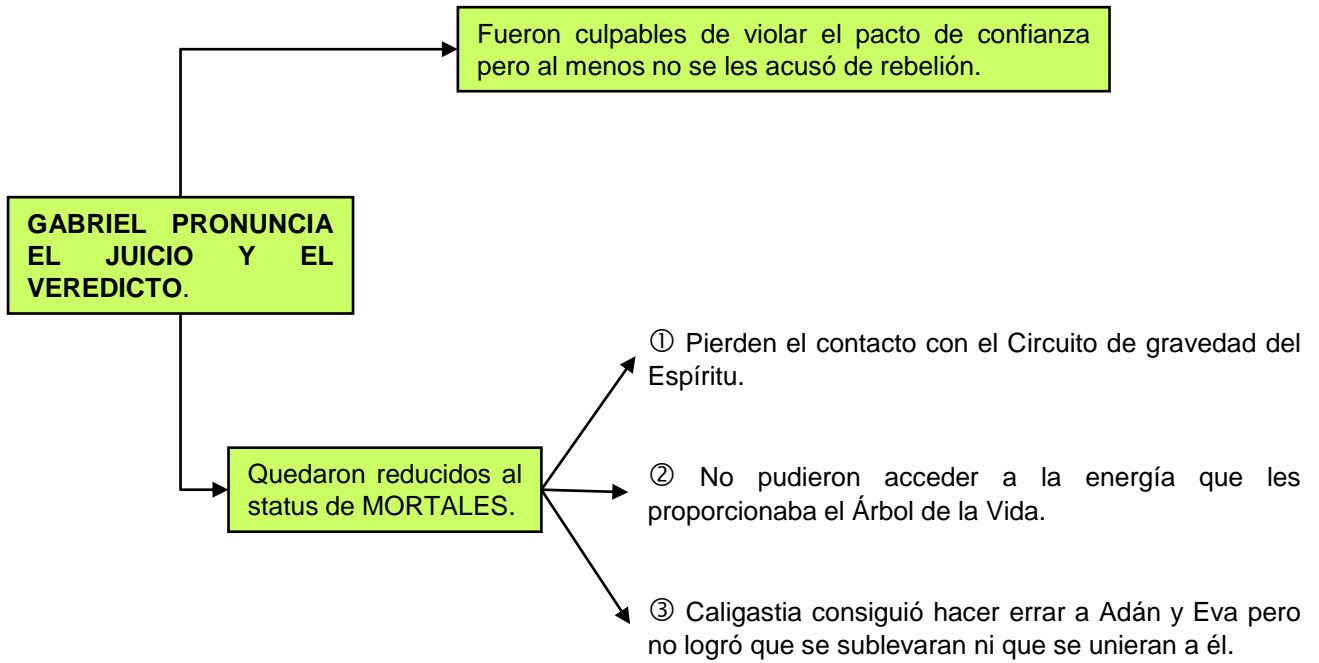 Fueron culpables de violar el pacto de confianza
pero al menos no se les acusó de rebelión.
GABRIEL PRONUNCIA
EL JUICIO Y EL
VEREDICTO.
① Pierden el contacto con el Circuito de gravedad del
Espíritu.
Quedaron reducidos al
status de MORTALES.
② No pudieron acceder a la energía que les
proporcionaba el Árbol de la Vida.
③ Caligastia consiguió hacer errar a Adán y Eva pero
no logró que se sublevaran ni que se unieran a él.